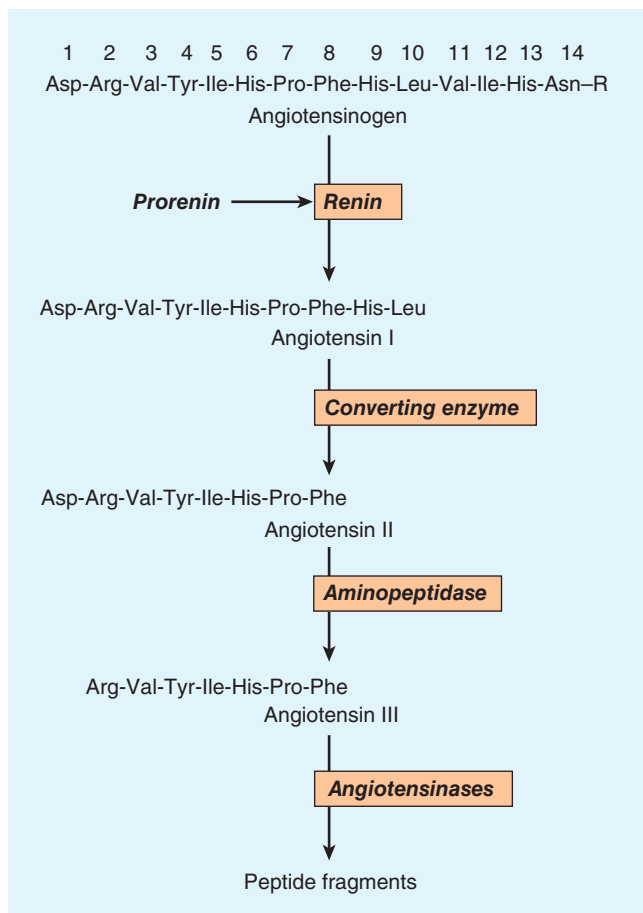 1 2 3 4 5 6 7 8 9 10 11 12 13 14
Asp-Arg-Val-Tyr-Ile-His-Pro-Phe-His-Leu-Val-Ile-His-Asn–R
Angiotensinogen
Prorenin Renin
Asp-Arg-Val-Tyr-Ile-His-Pro-Phe-His-Leu
Angiotensin I
Converting enzyme
Asp-Arg-Val-Tyr-Ile-His-Pro-Phe
Angiotensin II
Aminopeptidase
Arg-Val-Tyr-Ile-His-Pro-Phe
Angiotensin III
Angiotensinases
Peptide fragments